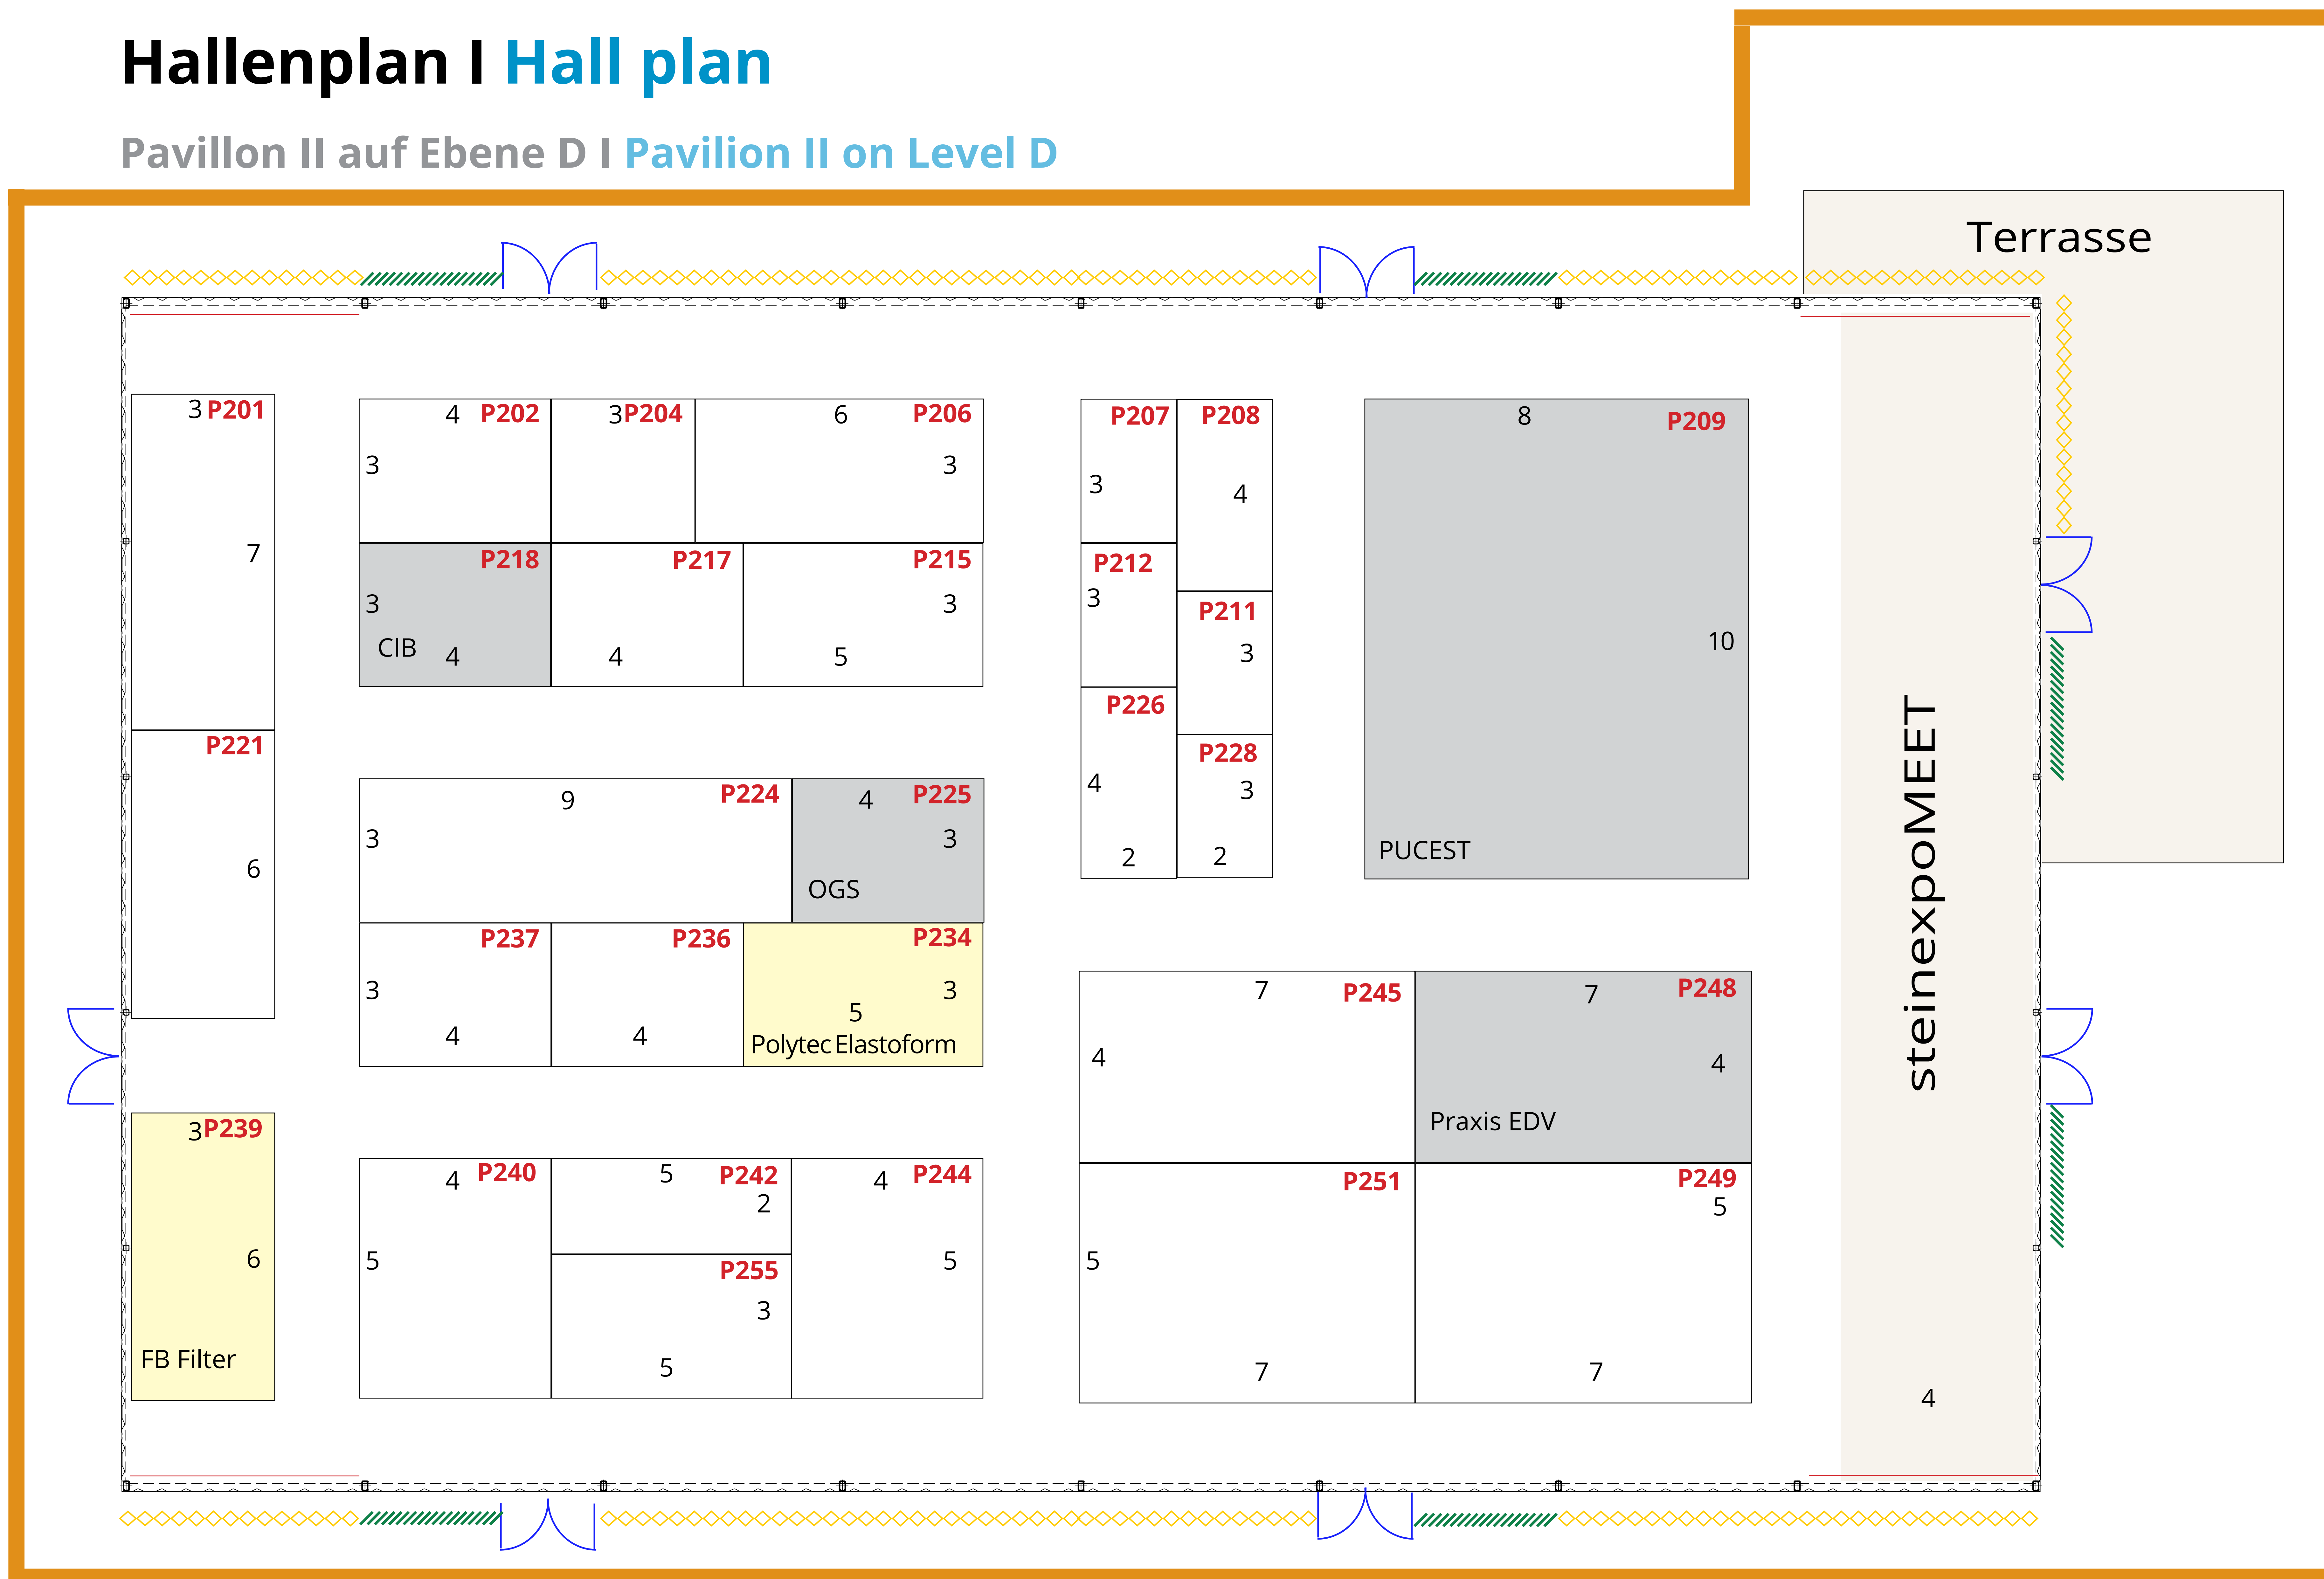 Hallenplan I Hall plan
Pavillon II auf Ebene D I Pavilion II on Level D
Terrasse
3 P201
7
4 P202
3
3 P204
6 P206
3
P207
3
P208
4
8 P209
10
PUCEST
P218
3
CIB 4
P217
4
P215
3
5
P212
3
P211
3
P221
6
P226
4
2
P228
3
2
9 P224
3
4 P225
3
OGS
P237
3
4
P236
4
P234
3
5
Polytec Elastoform
steinexpoMEET
4
7 P245
4
7 P248
4
Praxis EDV
3 P239
6
FB Filter
4 P240
5
5 P242
2
4 P244
5
P255
3
5
P251
5
7
P249
5
7